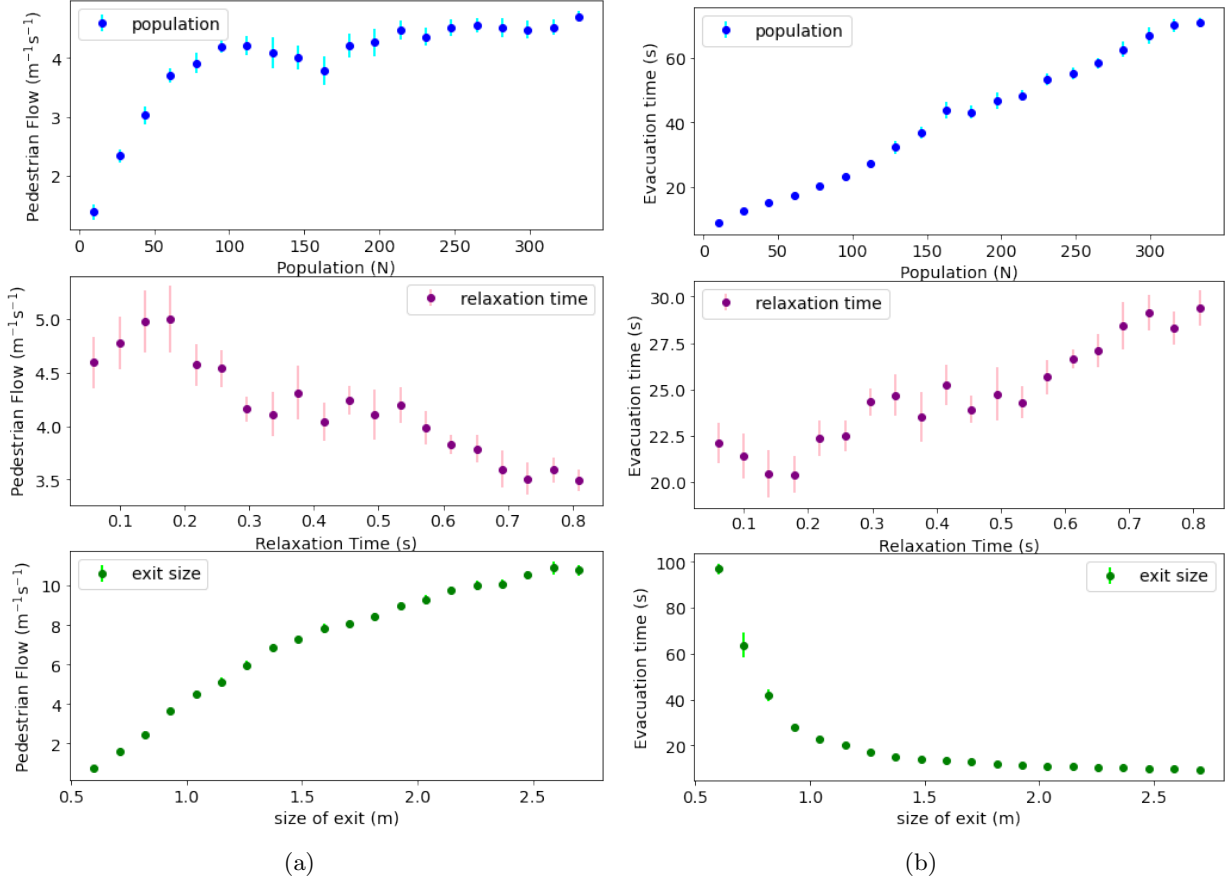 population
Pedestrian Flow (m⁻¹s⁻¹)
4
3
2
0 50 100 150 200 250 300
Population (N)
population
Evacuation time (s)
60
40
20
0 50 100 150 200 250 300
Population (N)
relaxation time
Pedestrian Flow (m⁻¹s⁻¹)
5.0
4.5
4.0
3.5
0.1 0.2 0.3 0.4 0.5 0.6 0.7 0.8
Relaxation Time (s)
relaxation time
Evacuation time (s)
30.0
27.5
25.0
22.5
20.0
0.1 0.2 0.3 0.4 0.5 0.6 0.7 0.8
Relaxation Time (s)
exit size
Pedestrian Flow (m⁻¹s⁻¹)
10
8
6
4
2
0.5 1.0 1.5 2.0 2.5
size of exit (m)
exit size
Evacuation time (s)
100
80
60
40
20
0.5 1.0 1.5 2.0 2.5
size of exit (m)
(a)
(b)